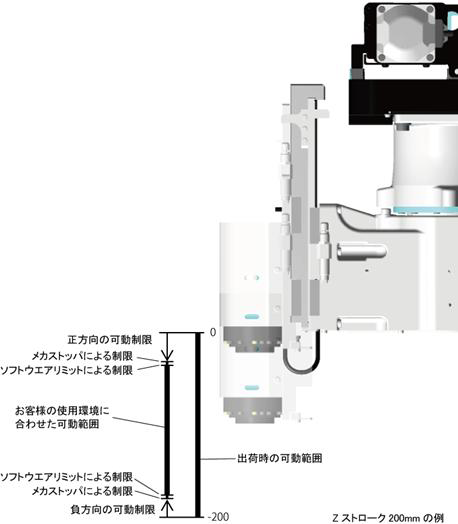 正方向の可動制限
0
メカストッパによる制限
ソフトウエアリミットによる制限
お客様の使用環境に
合わせた可動範囲
出荷時の可動範囲
ソフトウエアリミットによる制限
メカストッパによる制限
負方向の可動制限
-200
Z ストローク 200mm の例